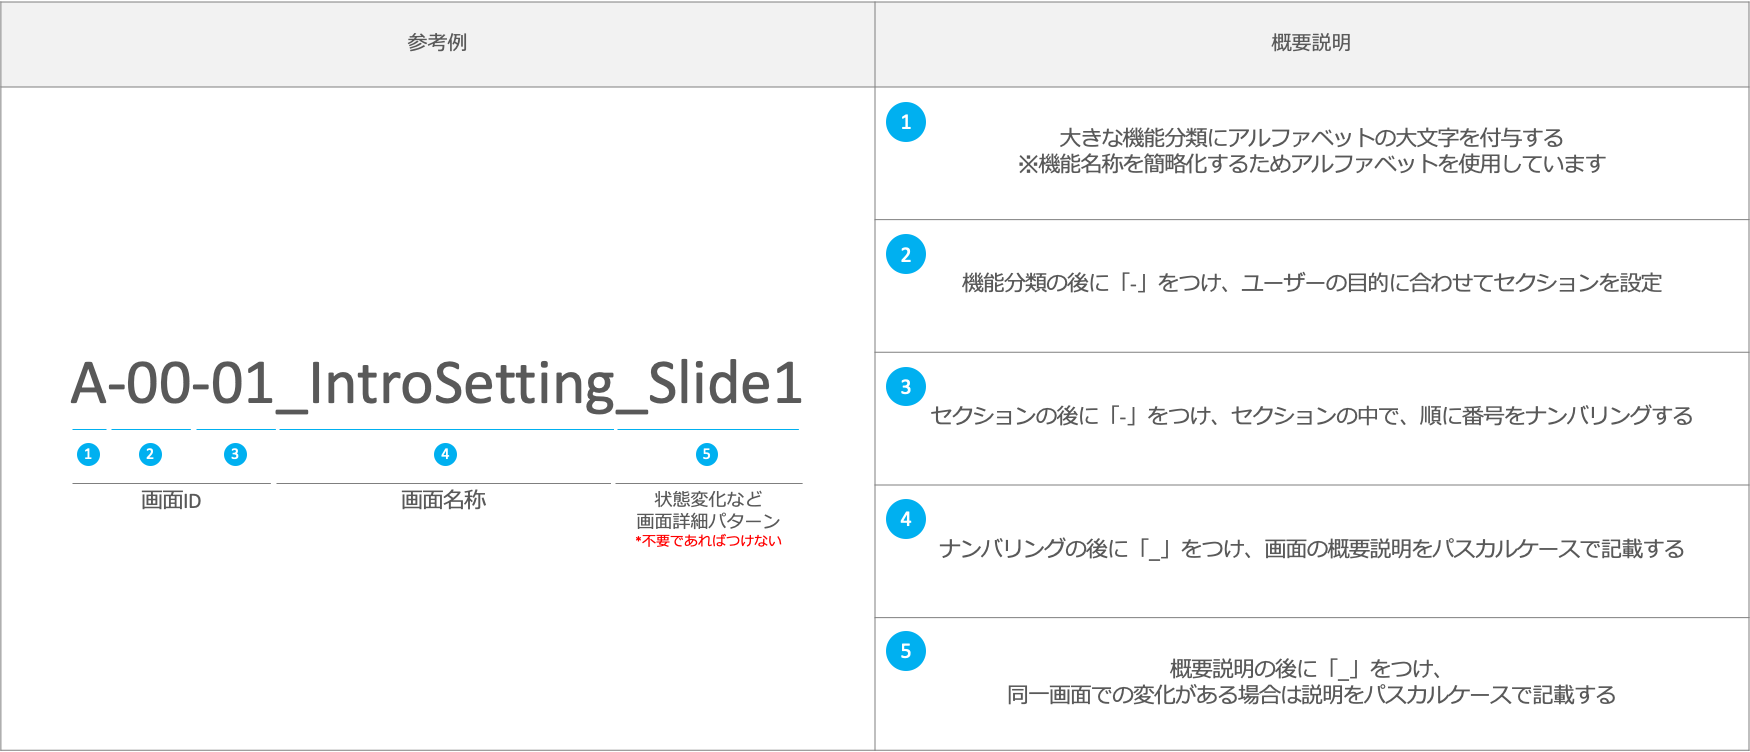 参考例
概要説明
A-00-01_IntroSetting_Slide1
1
2
3
4
5
画面ID
画面名称
状態変化など
画面詳細パターン
*不要であればつけない
1
大きな機能分類にアルファベットの大文字を付与する
※機能名称を簡略化するためアルファベットを使用しています
2
機能分類の後に「-」をつけ、ユーザーの目的に合わせてセクションを設定
3
セクションの後に「-」をつけ、セクションの中で、順に番号をナンバリングする
4
ナンバリングの後に「_」をつけ、画面の概要説明をパスカルケースで記載する
5
概要説明の後に「_」をつけ、
同一画面での変化がある場合は説明をパスカルケースで記載する